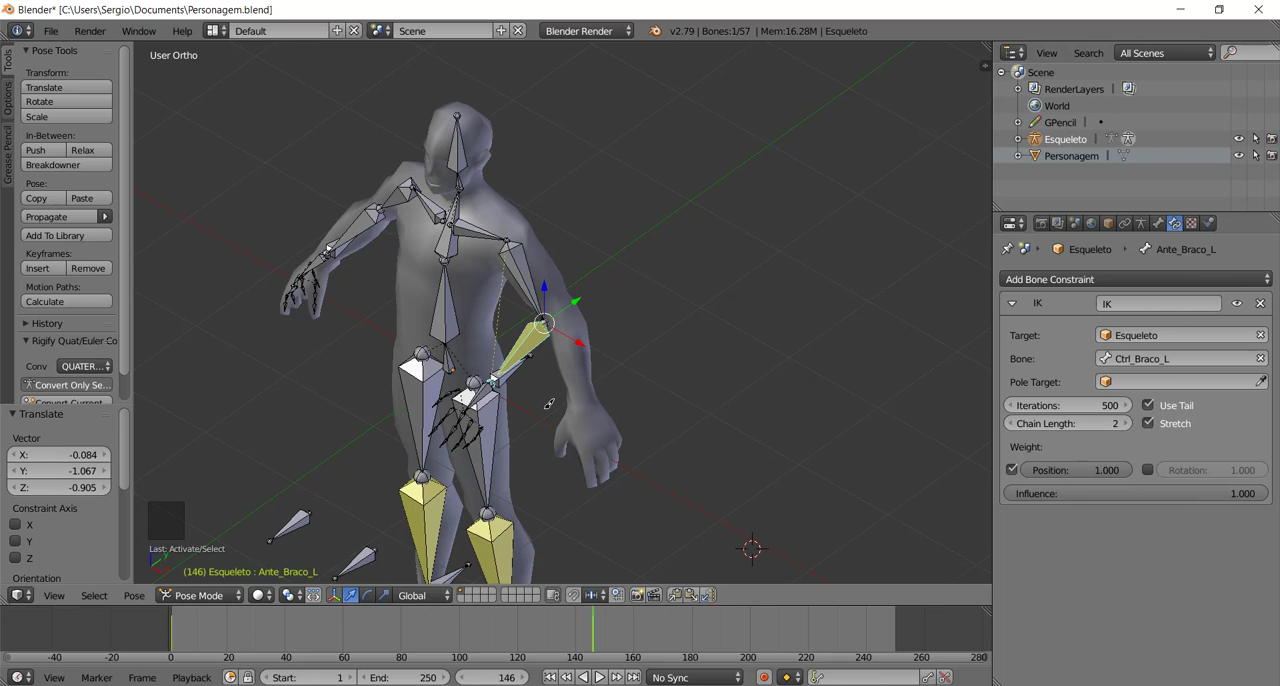 Blender* [C:\Users\Sergio\Documents\Personagem.blend]
File Render Window Help Default Scene Blender Render v2.79 | Bones:1/57 | Mem:16.28M | Esqueleto
Tools
Options
Grease Pencil
Pose Tools
Transform:
Translate
Rotate
Scale
In-Between:
Push Relax
Breakdowner
Pose:
Copy Paste
Propagate
Add To Library
Keyframes:
Insert Remove
Motion Paths:
Calculate
History
Rigify Quat/Euler Co
Conv QUATER...
Convert Only Se...
Convert Current
Translate
Vector
X: -0.084
Y: -1.067
Z: -0.905
Constraint Axis
X
Y
Z
Orientation
User Ortho
Last: Activate/Select
(146) Esqueleto : Ante_Braco_L
View Select Pose Pose Mode Global
View Search All Scenes
Scene
RenderLayers |
World
GPencil |
Esqueleto
Personagem
Esqueleto Ante_Braco_L
Add Bone Constraint
IK IK
Target: Esqueleto
Bone: Ctrl_Braco_L
Pole Target:
Iterations: 500 Use Tail
Chain Length: 2 Stretch
Weight:
Position: 1.000 Rotation: 1.000
Influence: 1.000
-40 -20 0 20 40 60 80 100 120 140 160 180 200 220 240 260 280
View Marker Frame Playback Start: 1 End: 250 146 No Sync